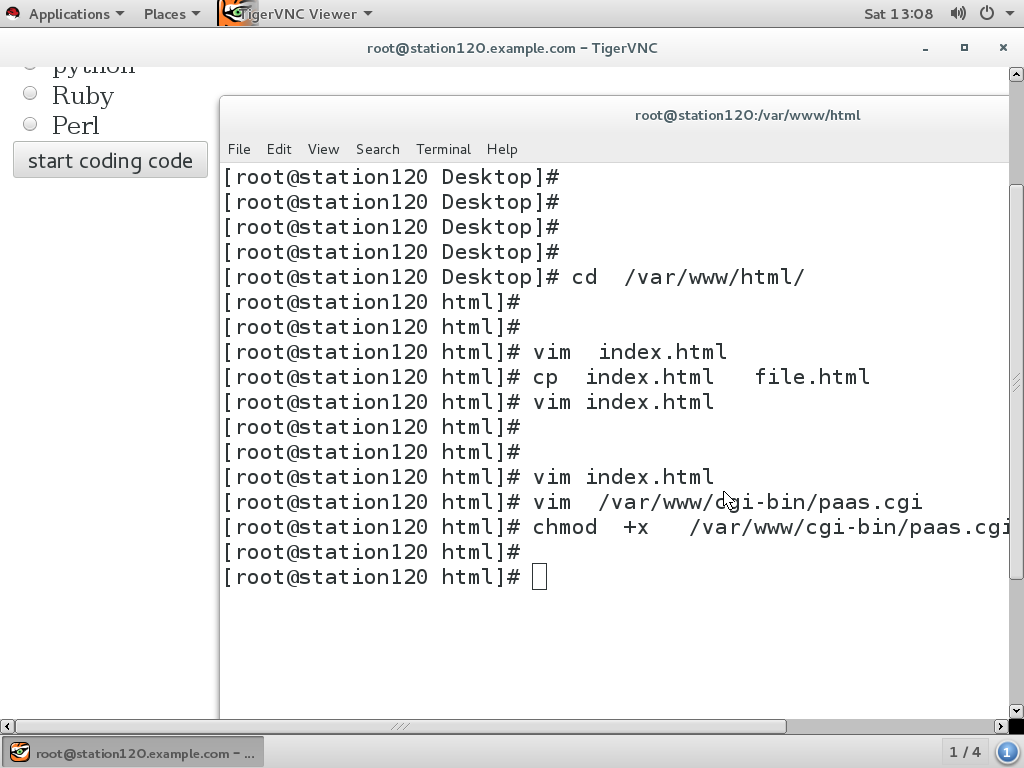 Applications Places TigerVNC Viewer Sat 13:08
root@station120.example.com – TigerVNC
python
Ruby
Perl
start coding code
root@station120:/var/www/html
File Edit View Search Terminal Help
[root@station120 Desktop]#
[root@station120 Desktop]#
[root@station120 Desktop]#
[root@station120 Desktop]#
[root@station120 Desktop]# cd  /var/www/html/
[root@station120 html]#
[root@station120 html]#
[root@station120 html]# vim  index.html
[root@station120 html]# cp  index.html   file.html
[root@station120 html]# vim index.html
[root@station120 html]#
[root@station120 html]#
[root@station120 html]# vim index.html
[root@station120 html]# vim  /var/www/cgi-bin/paas.cgi
[root@station120 html]# chmod  +x   /var/www/cgi-bin/paas.cgi
[root@station120 html]#
[root@station120 html]#
root@station120.example.com – ... 1 / 4 1